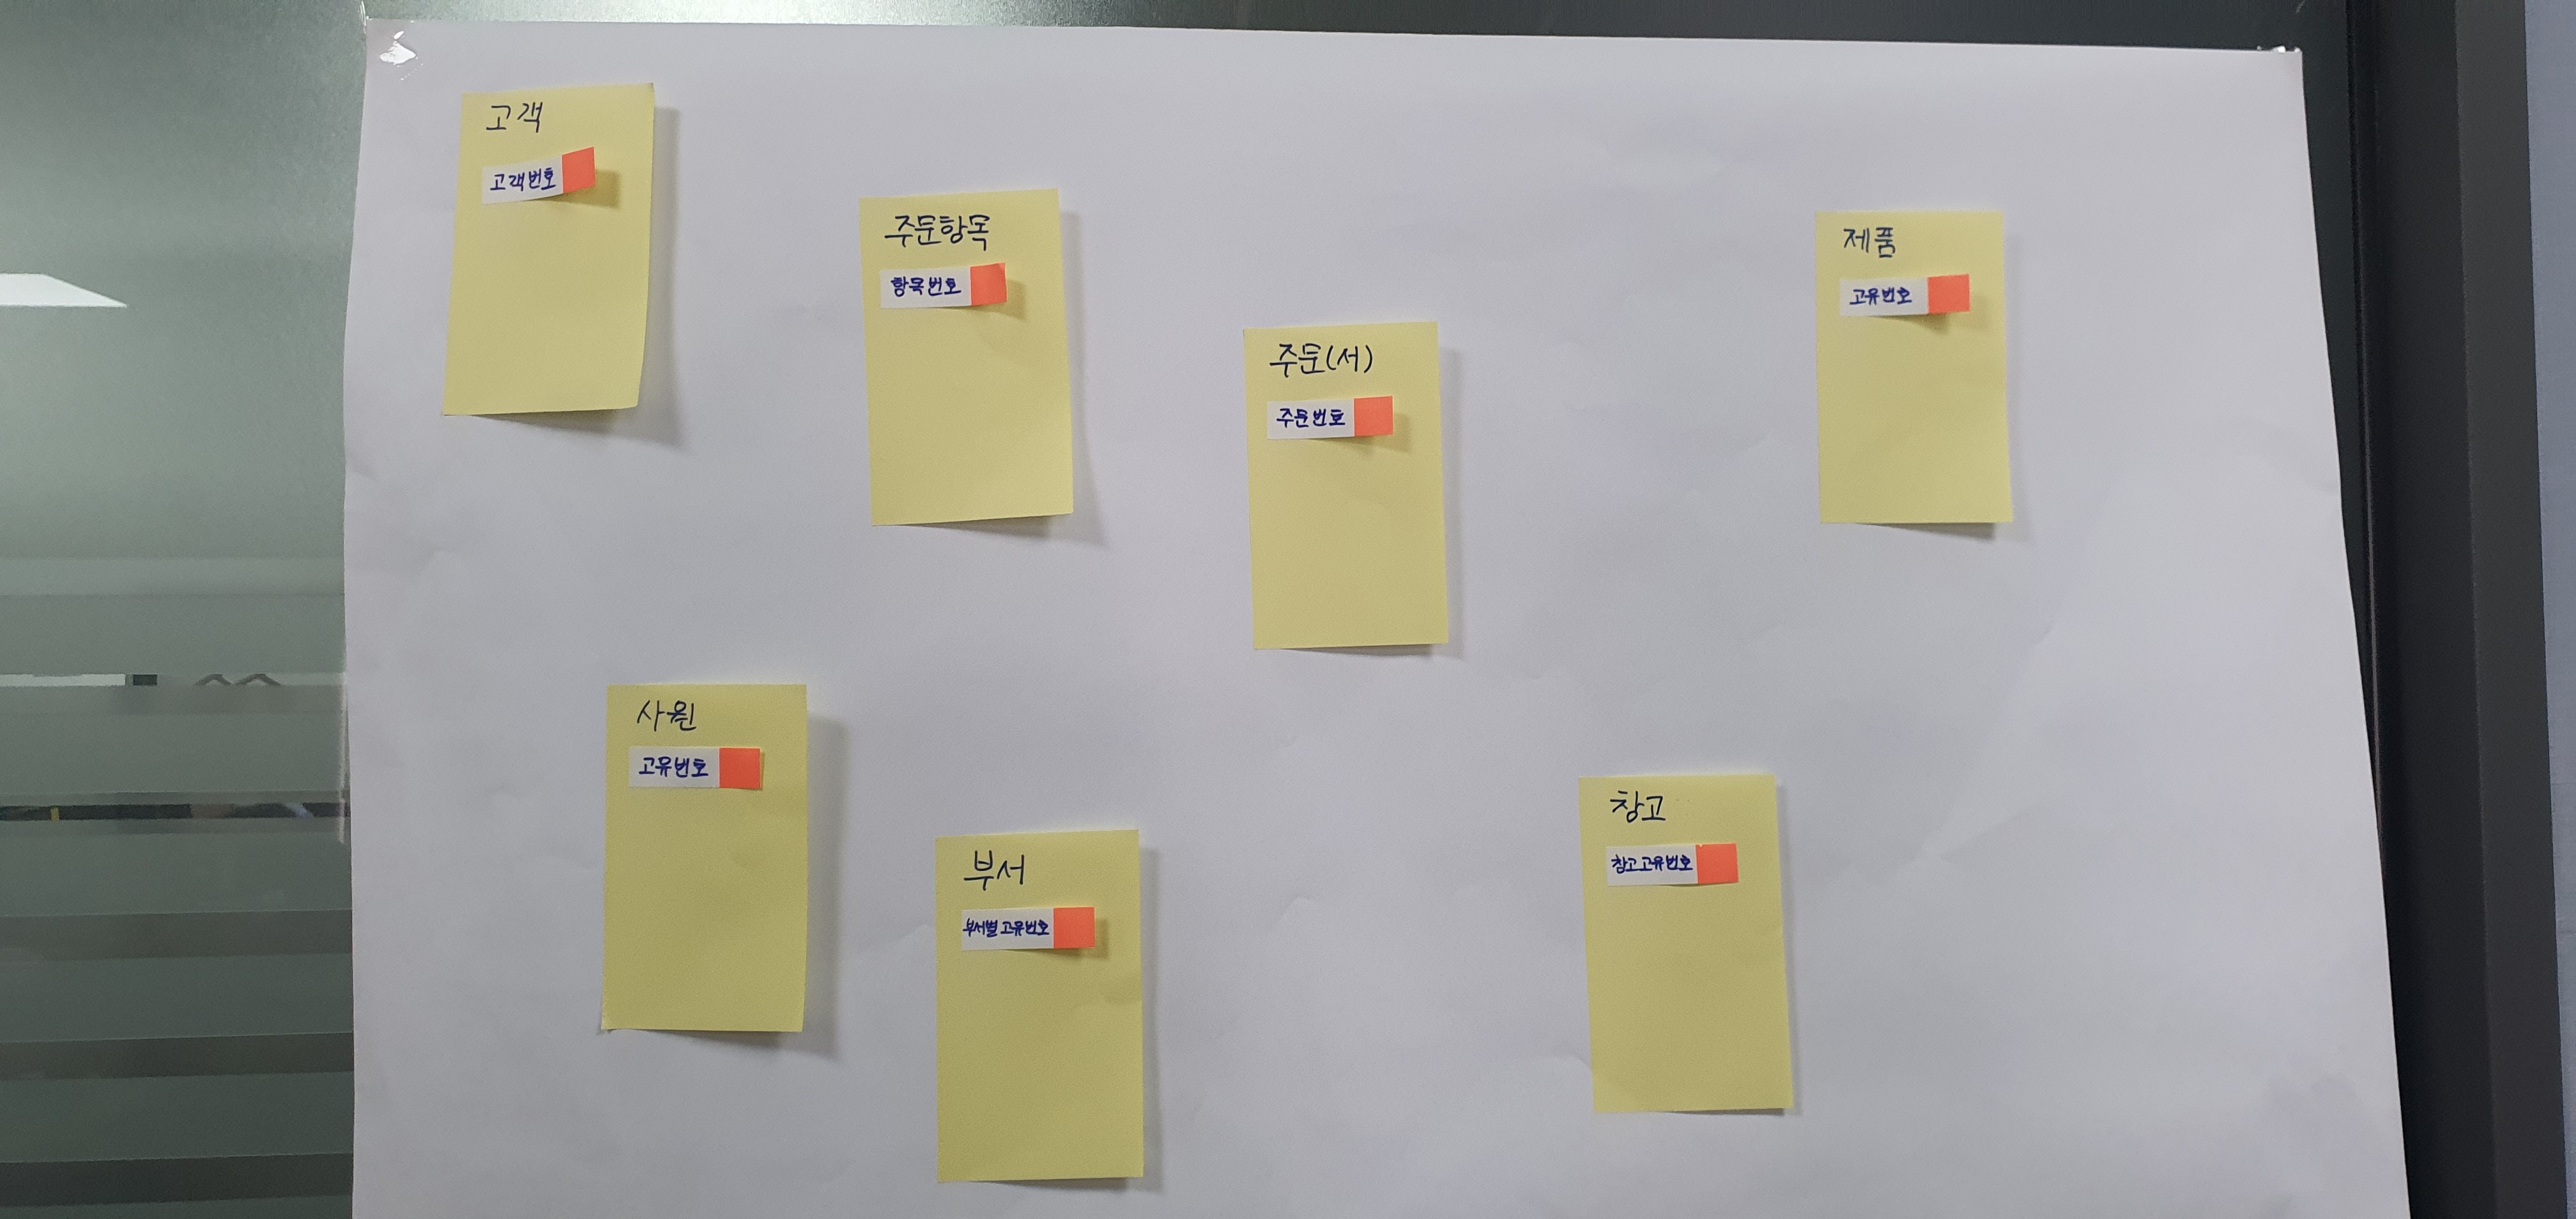 고객
고객번호
주문항목
항목번호
주문(서)
주문번호
제품
고유번호
사원
고유번호
부서
부서별 고유번호
창고
창고고유번호